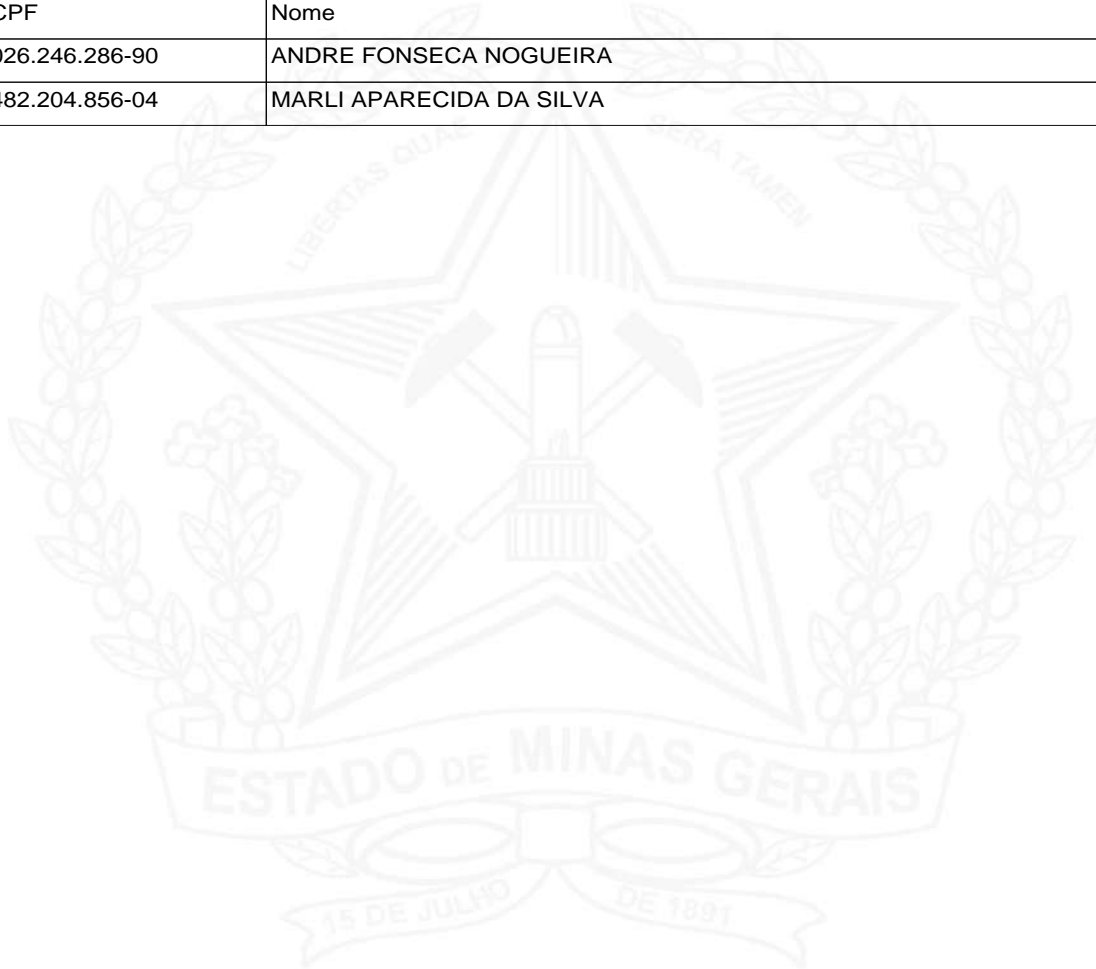 CPF Nome
026.246.286-90 ANDRE FONSECA NOGUEIRA
482.204.856-04 MARLI APARECIDA DA SILVA
LIBERTAS QUAE SERA TAMEN
ESTADO DE MINAS GERAIS
15 DE JULHO DE 1891